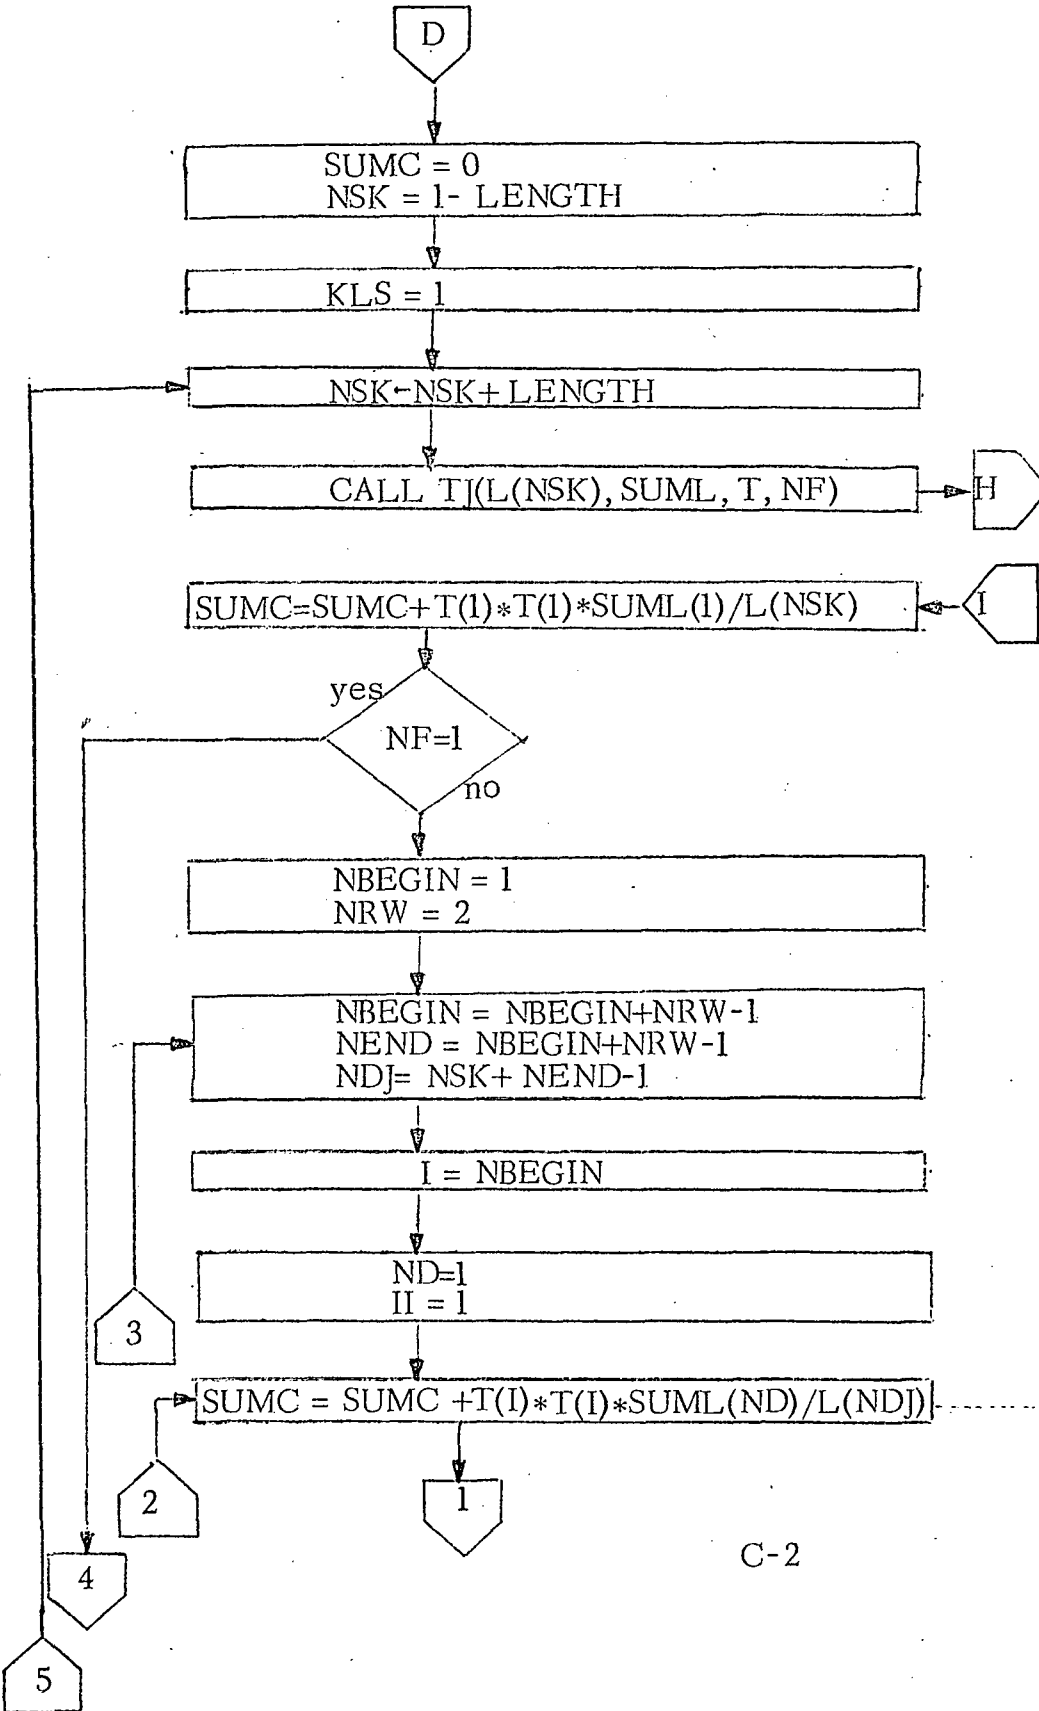 D
SUMC = 0
NSK = 1- LENGTH
KLS = 1
NSK←NSK+ LENGTH
CALL TJ(L(NSK), SUML, T, NF)
H
SUMC=SUMC+T(1)*T(1)*SUML(1)/L(NSK)
I
yes
NF=1
no
NBEGIN = 1
NRW = 2
NBEGIN = NBEGIN+NRW-1
NEND = NBEGIN+NRW-1
NDJ= NSK+ NEND-1
I = NBEGIN
ND=1
II = 1
3
SUMC = SUMC +T(I)*T(I)*SUML(ND)/L(NDJ)
2
1
C-2
4
5